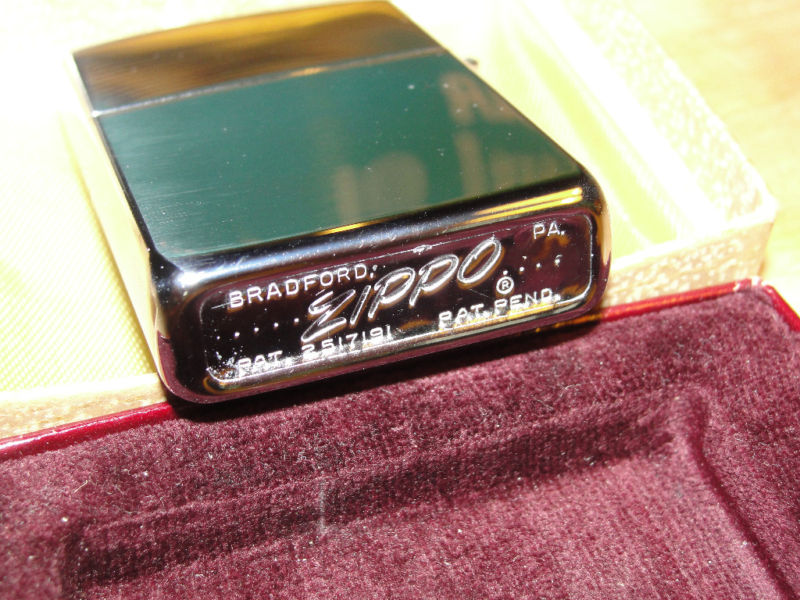 BRADFORD. ZIPPO PA.
®
PAT. 2517191 PAT. PEND.